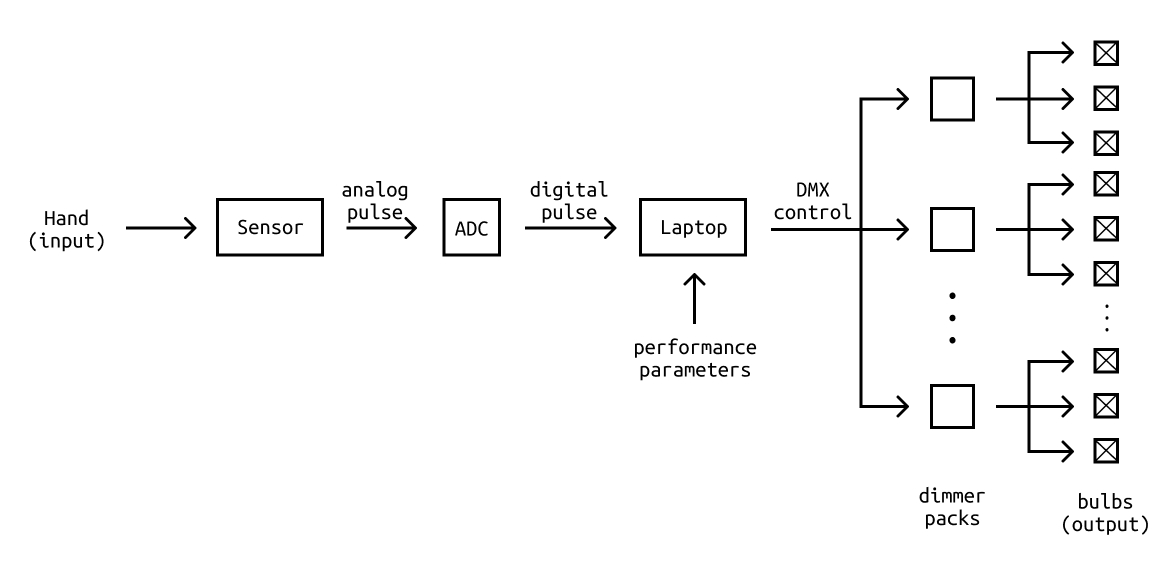 Hand
(input)
Sensor
analog
pulse
ADC
digital
pulse
Laptop
performance
parameters
DMX
control
dimmer
packs
bulbs
(output)